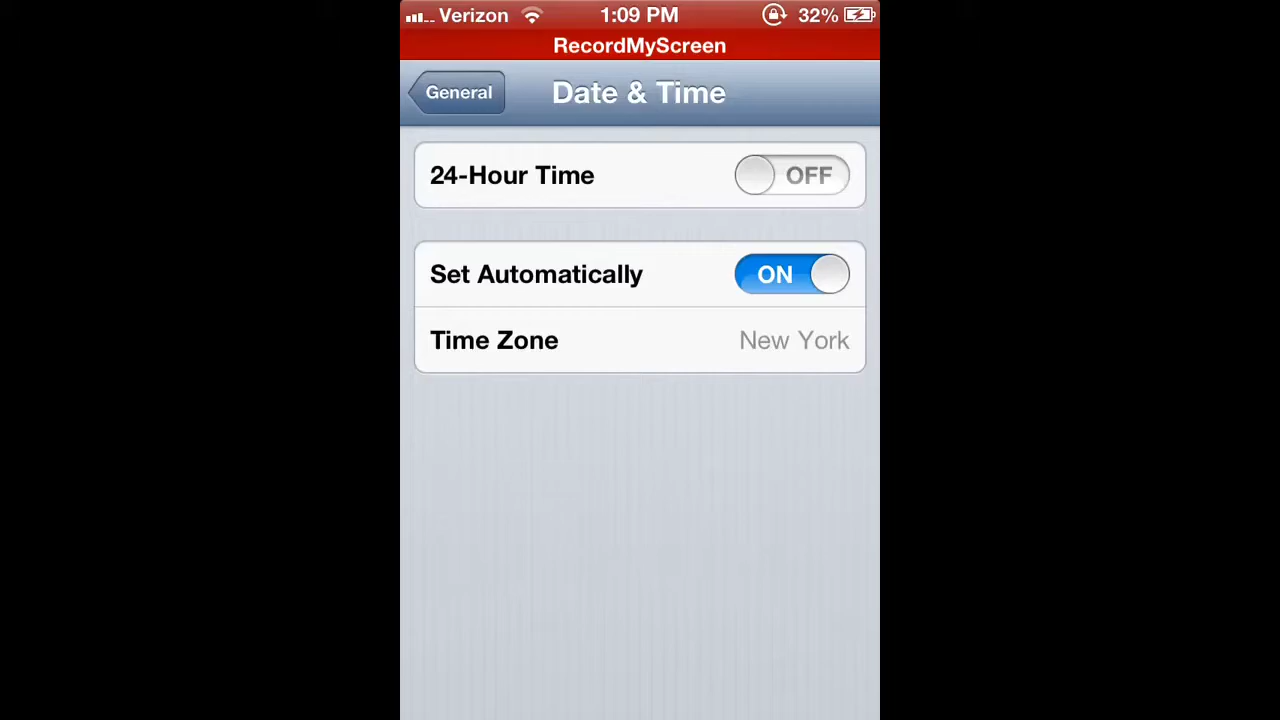 Verizon 1:09 PM 32%
RecordMyScreen
General Date & Time
24-Hour Time OFF
Set Automatically ON
Time Zone New York